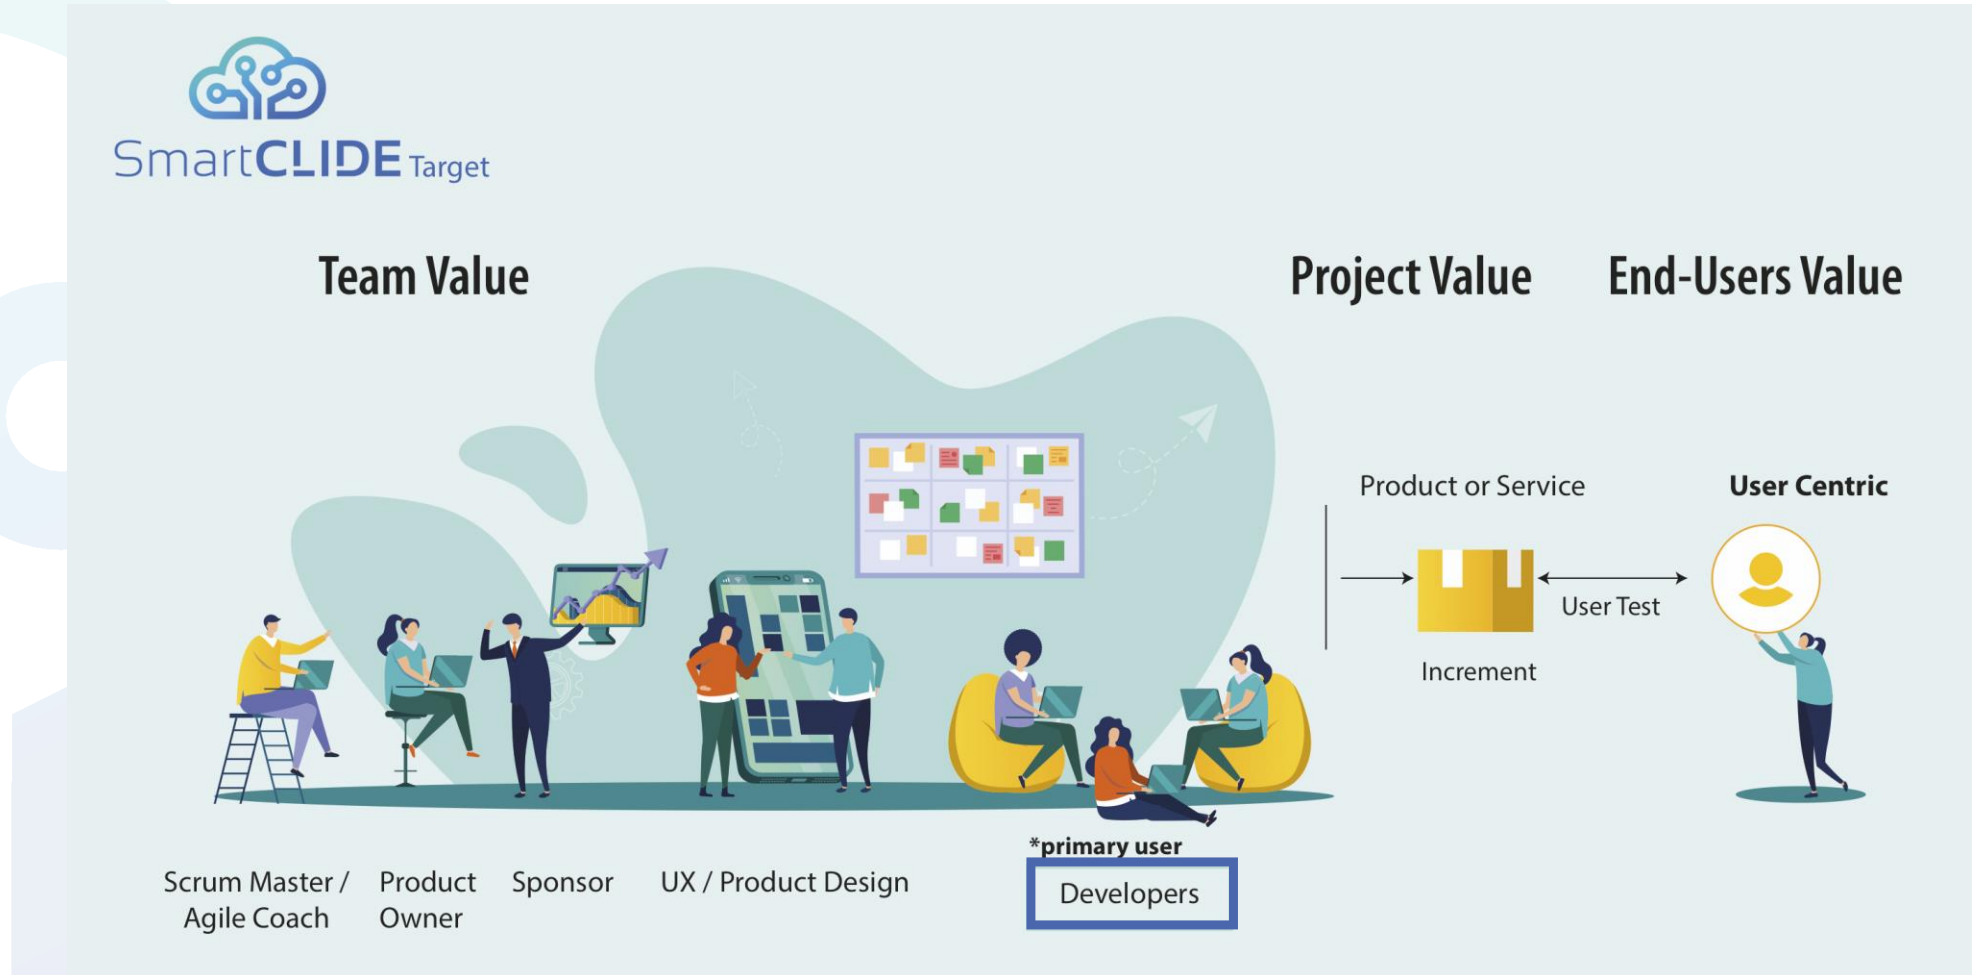 SmartCLIDE Target
Team Value
Project Value
End-Users Value
Product or Service
User Centric
User Test
Increment
*primary user
Scrum Master /
Agile Coach
Product
Owner
Sponsor
UX / Product Design
Developers